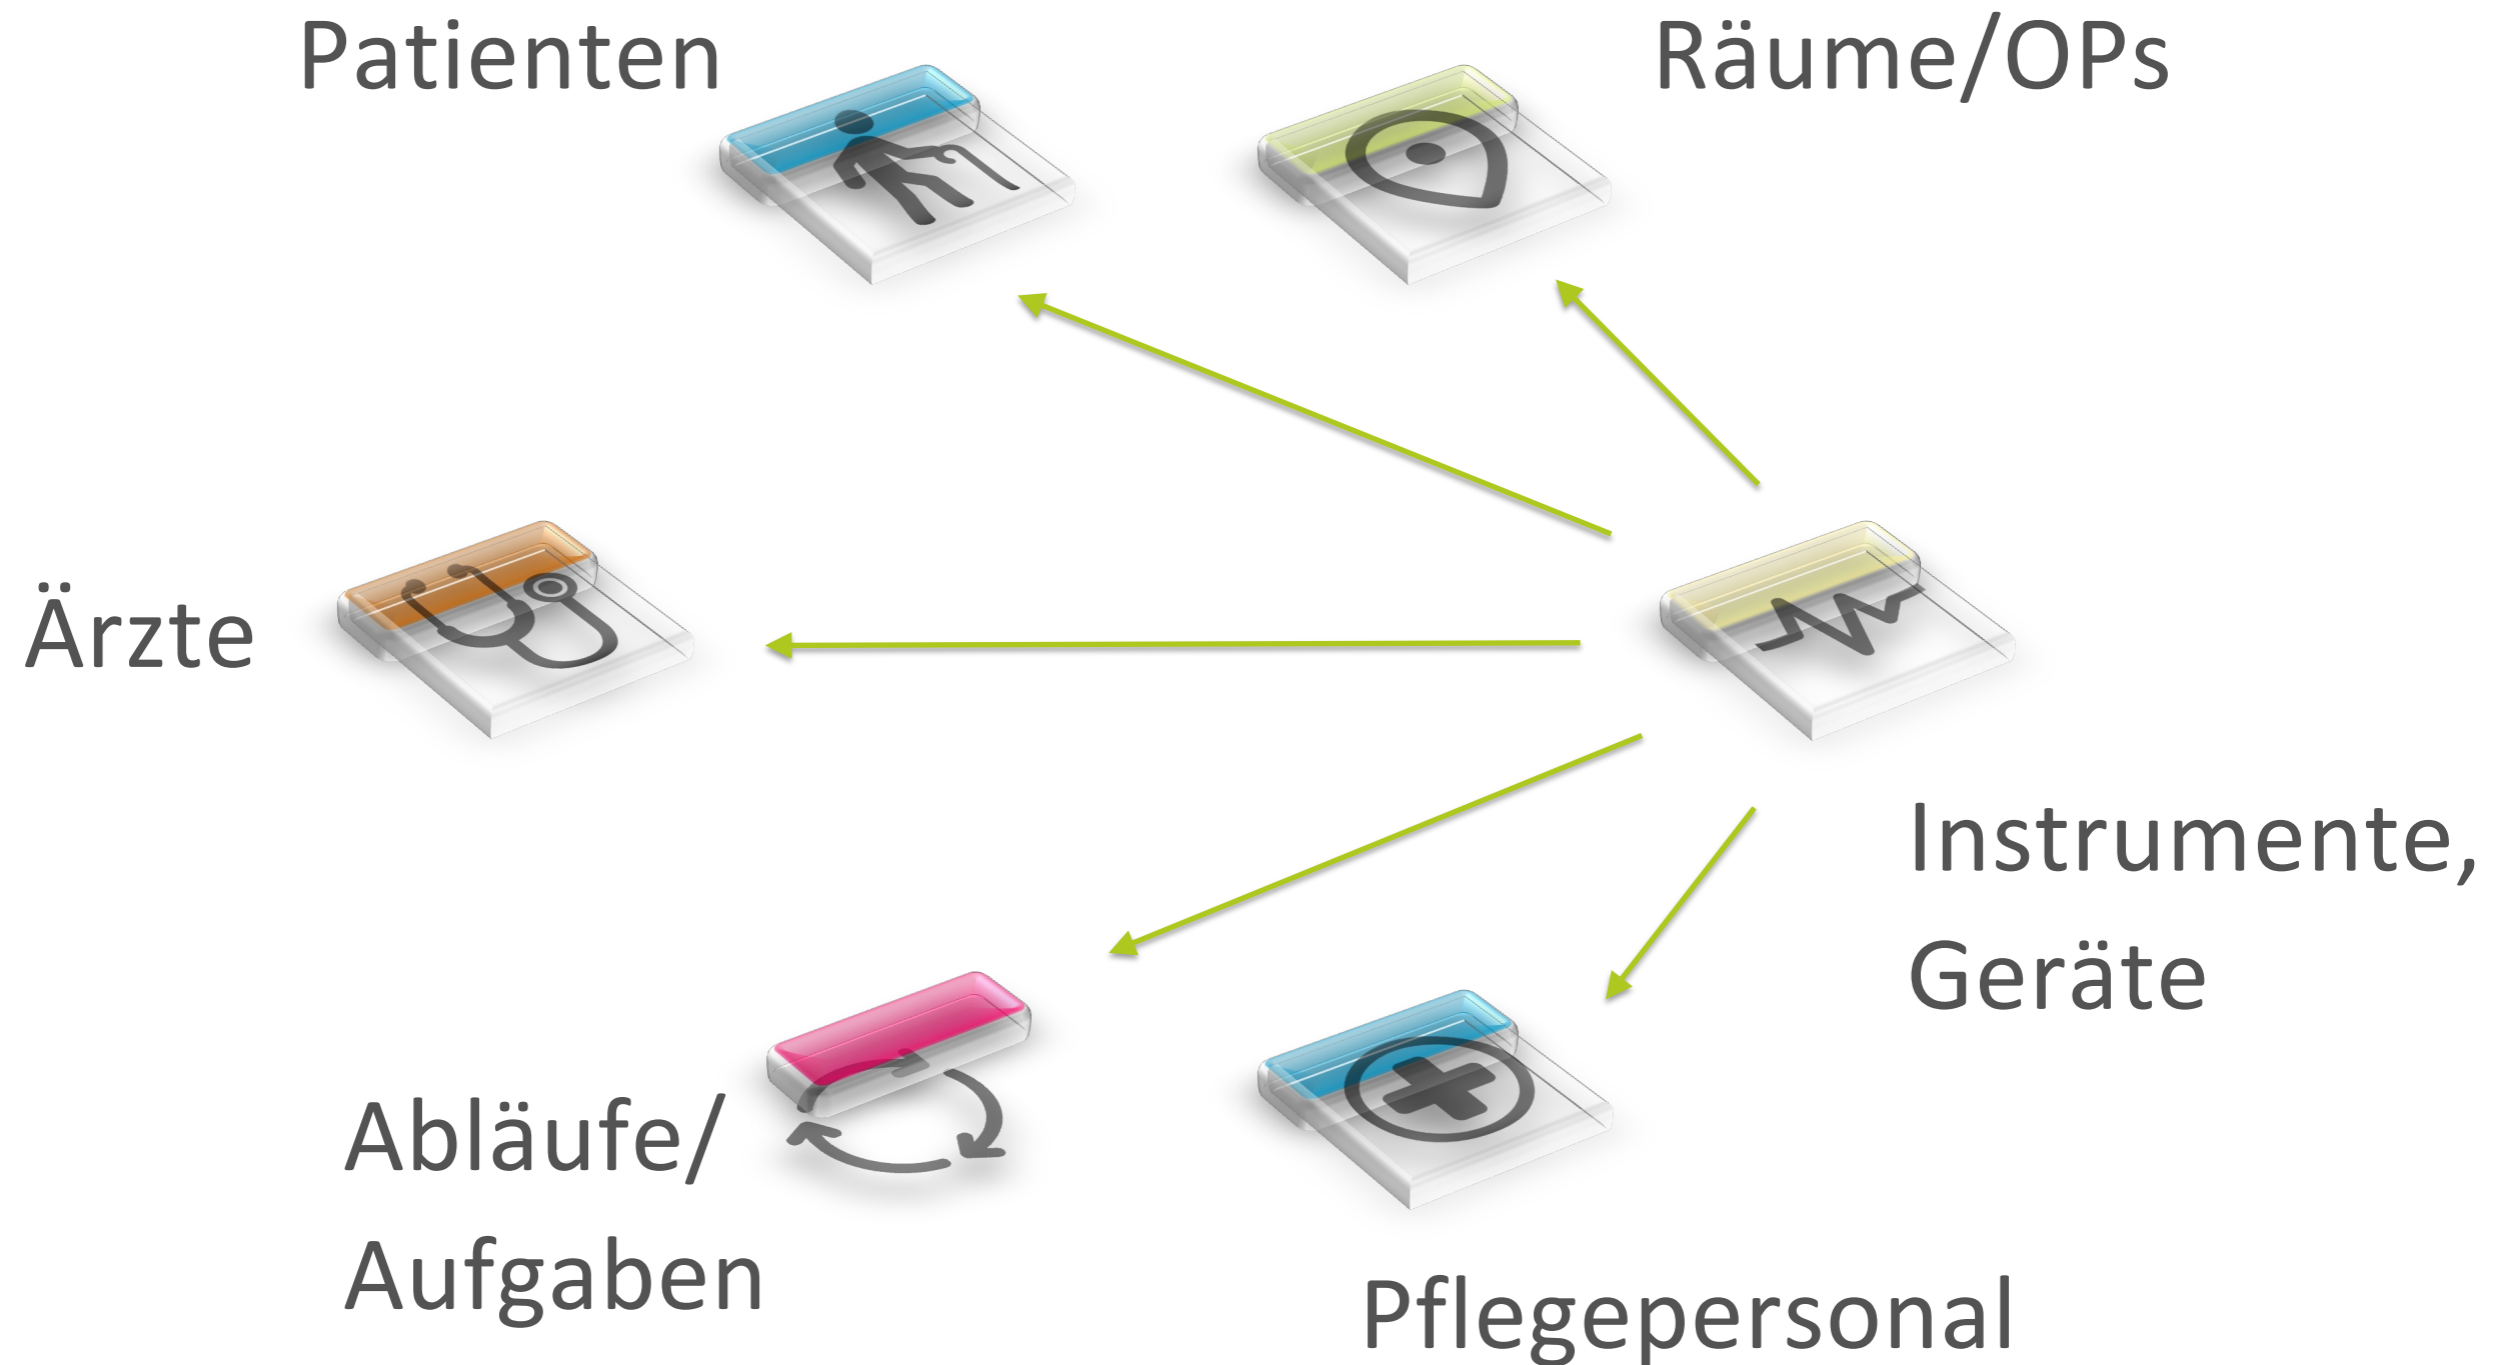 Patienten
Räume/OPs
Ärzte
Instrumente,
Geräte
Abläufe/
Aufgaben
Pflegepersonal